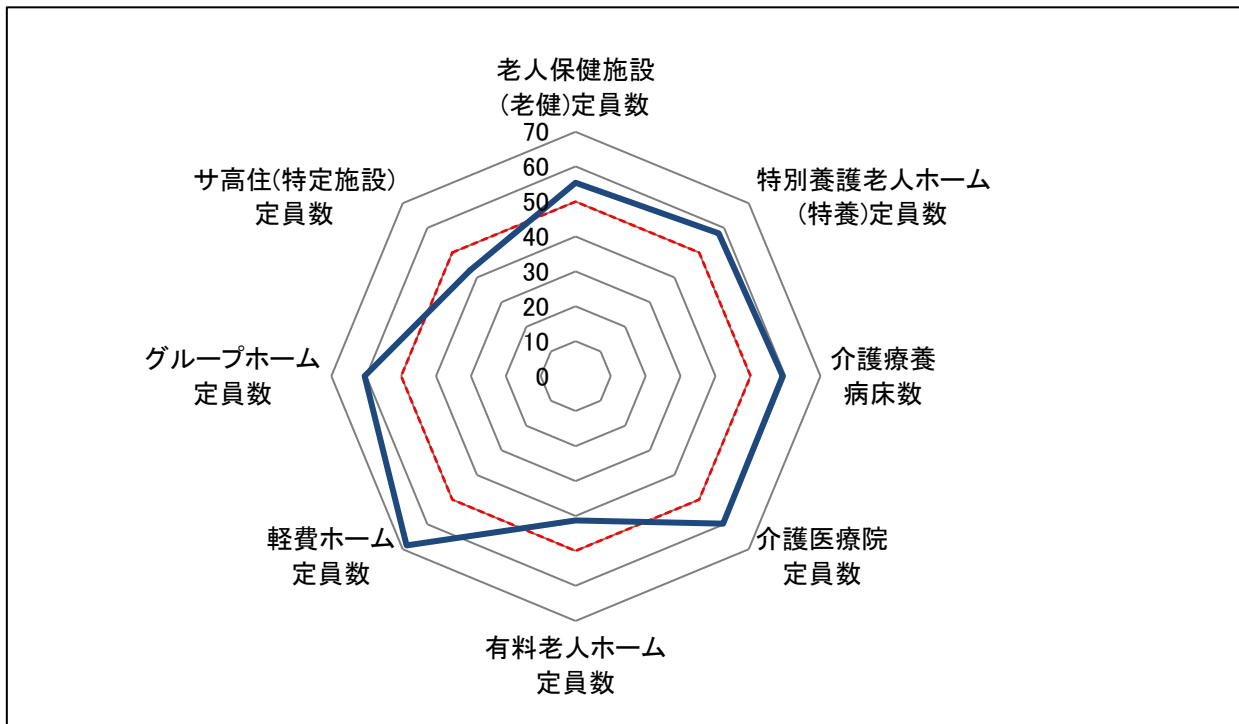 老人保健施設
(老健)定員数
特別養護老人ホーム
(特養)定員数
介護療養
病床数
介護医療院
定員数
有料老人ホーム
定員数
軽費ホーム
定員数
グループホーム
定員数
サ高住(特定施設)
定員数
70
60
50
40
30
20
10
0